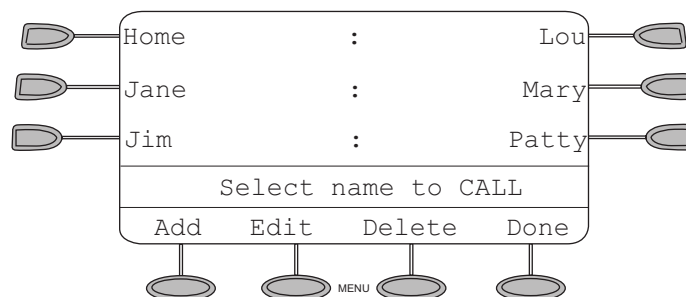 Home : Lou
Jane : Mary
Jim : Patty
Select name to CALL
Add Edit Delete Done
MENU